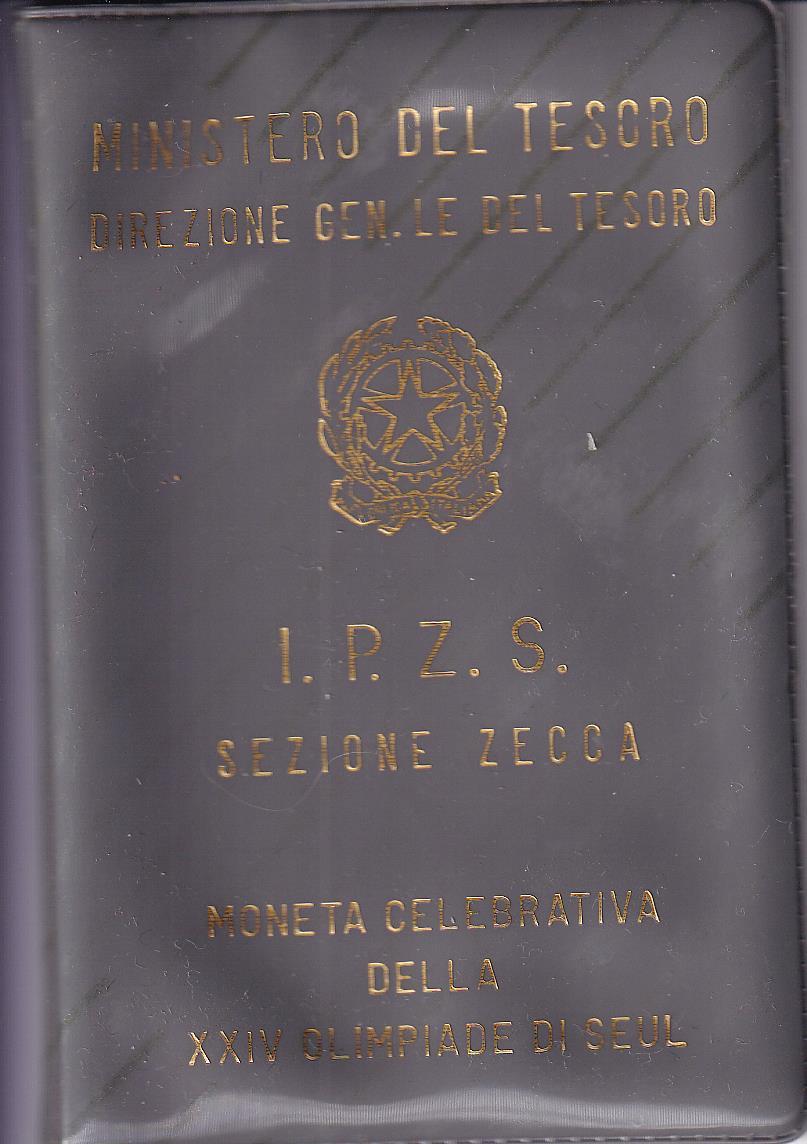 MINISTERO DEL TESORO
DIREZIONE GEN.LE DEL TESORO
I. P. Z. S.
SEZIONE ZECCA
MONETA CELEBRATIVA
DELLA
XXIV OLIMPIADE DI SEUL